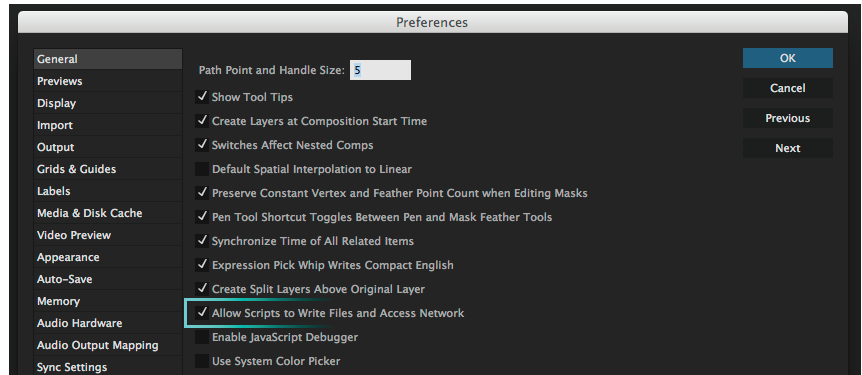 Preferences
General
Previews
Display
Import
Output
Grids & Guides
Labels
Media & Disk Cache
Video Preview
Appearance
Auto-Save
Memory
Audio Hardware
Audio Output Mapping
Sync Settings
Path Point and Handle Size: 5
Show Tool Tips
Create Layers at Composition Start Time
Switches Affect Nested Comps
Default Spatial Interpolation to Linear
Preserve Constant Vertex and Feather Point Count when Editing Masks
Pen Tool Shortcut Toggles Between Pen and Mask Feather Tools
Synchronize Time of All Related Items
Expression Pick Whip Writes Compact English
Create Split Layers Above Original Layer
Allow Scripts to Write Files and Access Network
Enable JavaScript Debugger
Use System Color Picker
OK
Cancel
Previous
Next